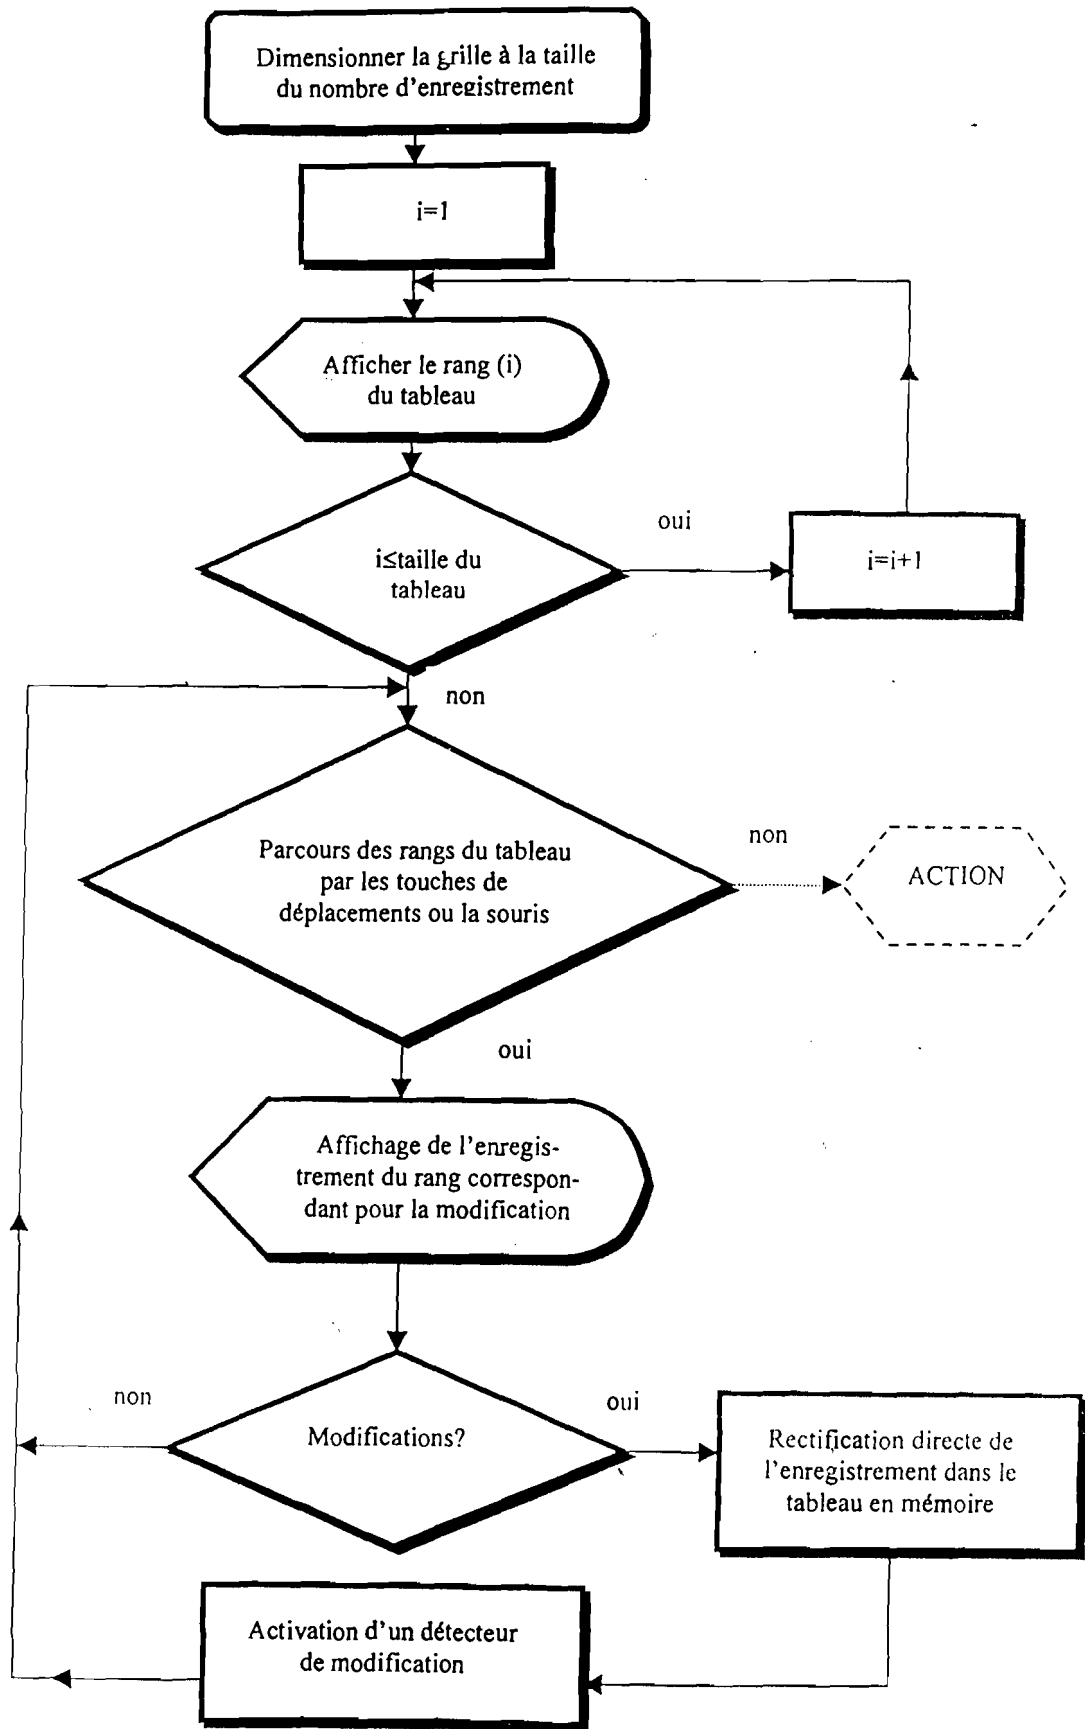 Dimensionner la grille à la taille
du nombre d'enregistrement
i=1
Afficher le rang (i)
du tableau
oui
i≤taille du
tableau
i=i+1
non
Parcours des rangs du tableau
par les touches de
déplacements ou la souris
non
ACTION
oui
Affichage de l'enregis-
trement du rang correspon-
dant pour la modification
non
Modifications?
oui
Rectification directe de
l'enregistrement dans le
tableau en mémoire
Activation d'un détecteur
de modification